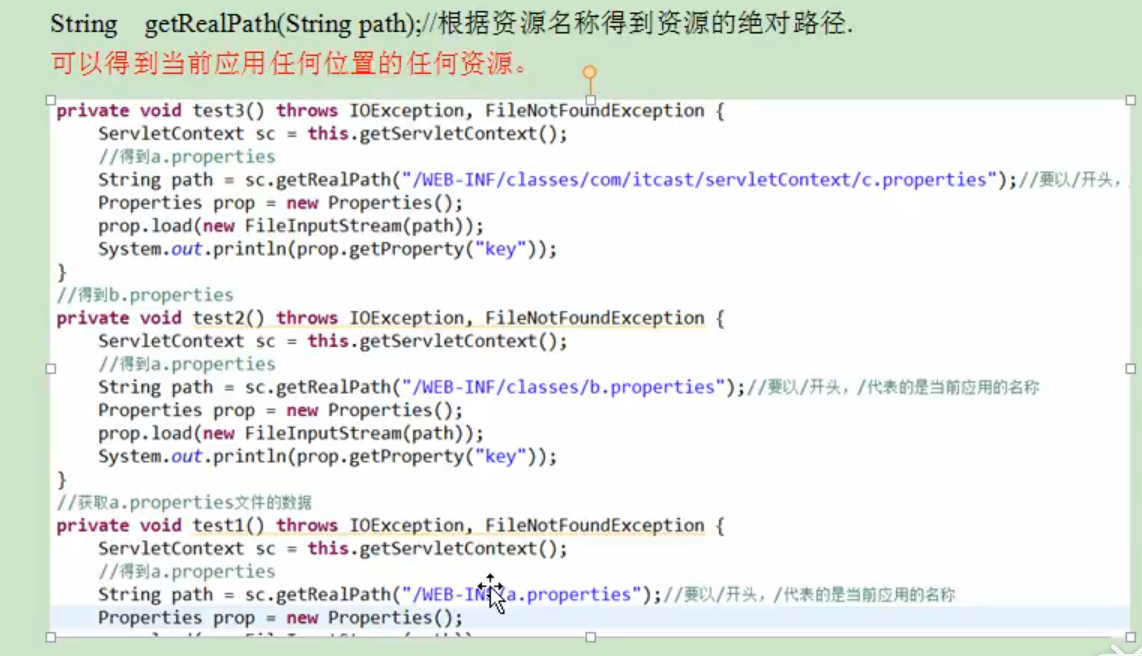 String getRealPath(String path);//根据资源名称得到资源的绝对路径.
可以得到当前应用任何位置的任何资源。
private void test3() throws IOException, FileNotFoundException {
ServletContext sc = this.getServletContext();
//得到a.properties
String path = sc.getRealPath("/WEB-INF/classes/com/itcast/servletContext/c.properties");//要以/开头,
Properties prop = new Properties();
prop.load(new FileInputStream(path));
System.out.println(prop.getProperty("key"));
}
//得到b.properties
private void test2() throws IOException, FileNotFoundException {
ServletContext sc = this.getServletContext();
//得到a.properties
String path = sc.getRealPath("/WEB-INF/classes/b.properties");//要以/开头，/代表的是当前应用的名称
Properties prop = new Properties();
prop.load(new FileInputStream(path));
System.out.println(prop.getProperty("key"));
}
//获取a.properties文件的数据
private void test1() throws IOException, FileNotFoundException {
ServletContext sc = this.getServletContext();
//得到a.properties
String path = sc.getRealPath("/WEB-INF/a.properties");//要以/开头，/代表的是当前应用的名称
Properties prop = new Properties();